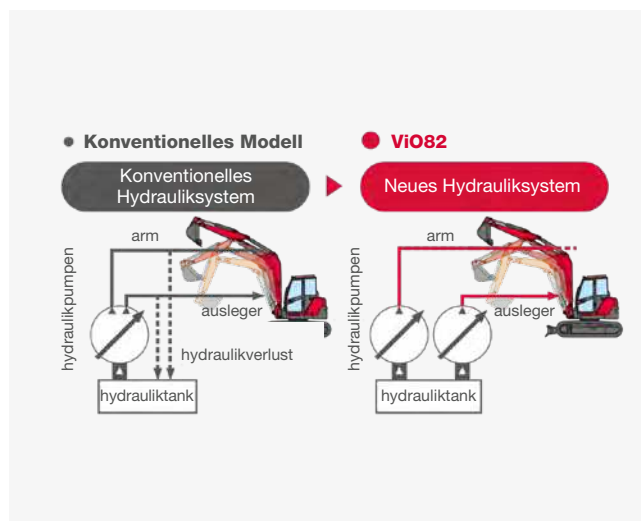 Konventionelles Modell
Konventionelles
Hydrauliksystem
hydraulikpumpen
arm
ausleger
hydraulikverlust
hydrauliktank
ViO82
Neues Hydrauliksystem
hydraulikpumpen
arm
ausleger
hydrauliktank